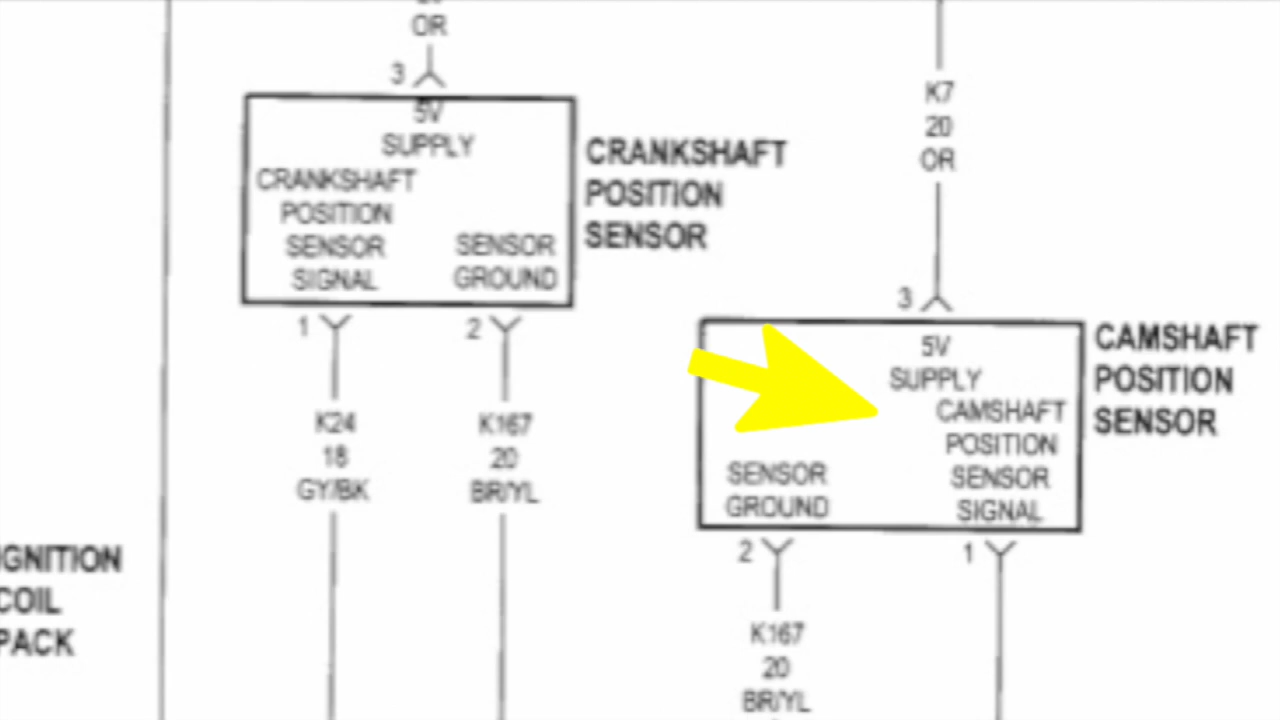 OR
3
5V
SUPPLY
CRANKSHAFT
POSITION
SENSOR
SIGNAL
SENSOR
GROUND
CRANKSHAFT
POSITION
SENSOR
1
2
K24
18
GY/BK
K167
20
BR/YL
K7
20
OR
3
5V
SUPPLY
CAMSHAFT
POSITION
SENSOR
SIGNAL
SENSOR
GROUND
CAMSHAFT
POSITION
SENSOR
2
1
K167
20
BR/YL
IGNITION
COIL
PACK